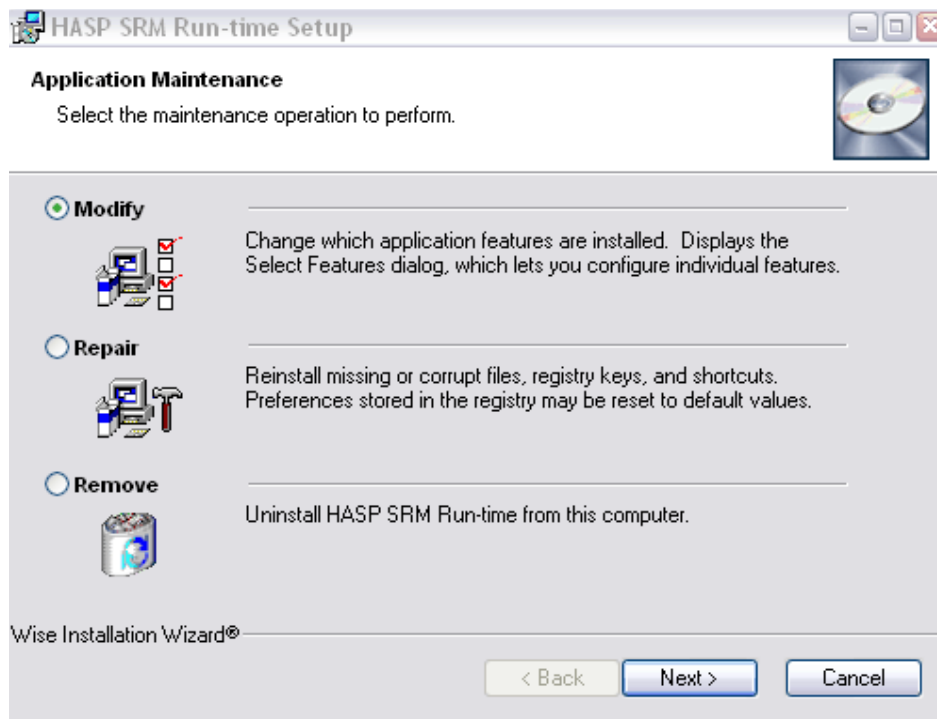 HASP SRM Run-time Setup
Application Maintenance
Select the maintenance operation to perform.
Modify
Change which application features are installed.  Displays the
Select Features dialog, which lets you configure individual features.
Repair
Reinstall missing or corrupt files, registry keys, and shortcuts.
Preferences stored in the registry may be reset to default values.
Remove
Uninstall HASP SRM Run-time from this computer.
Wise Installation Wizard®
< Back
Next >
Cancel